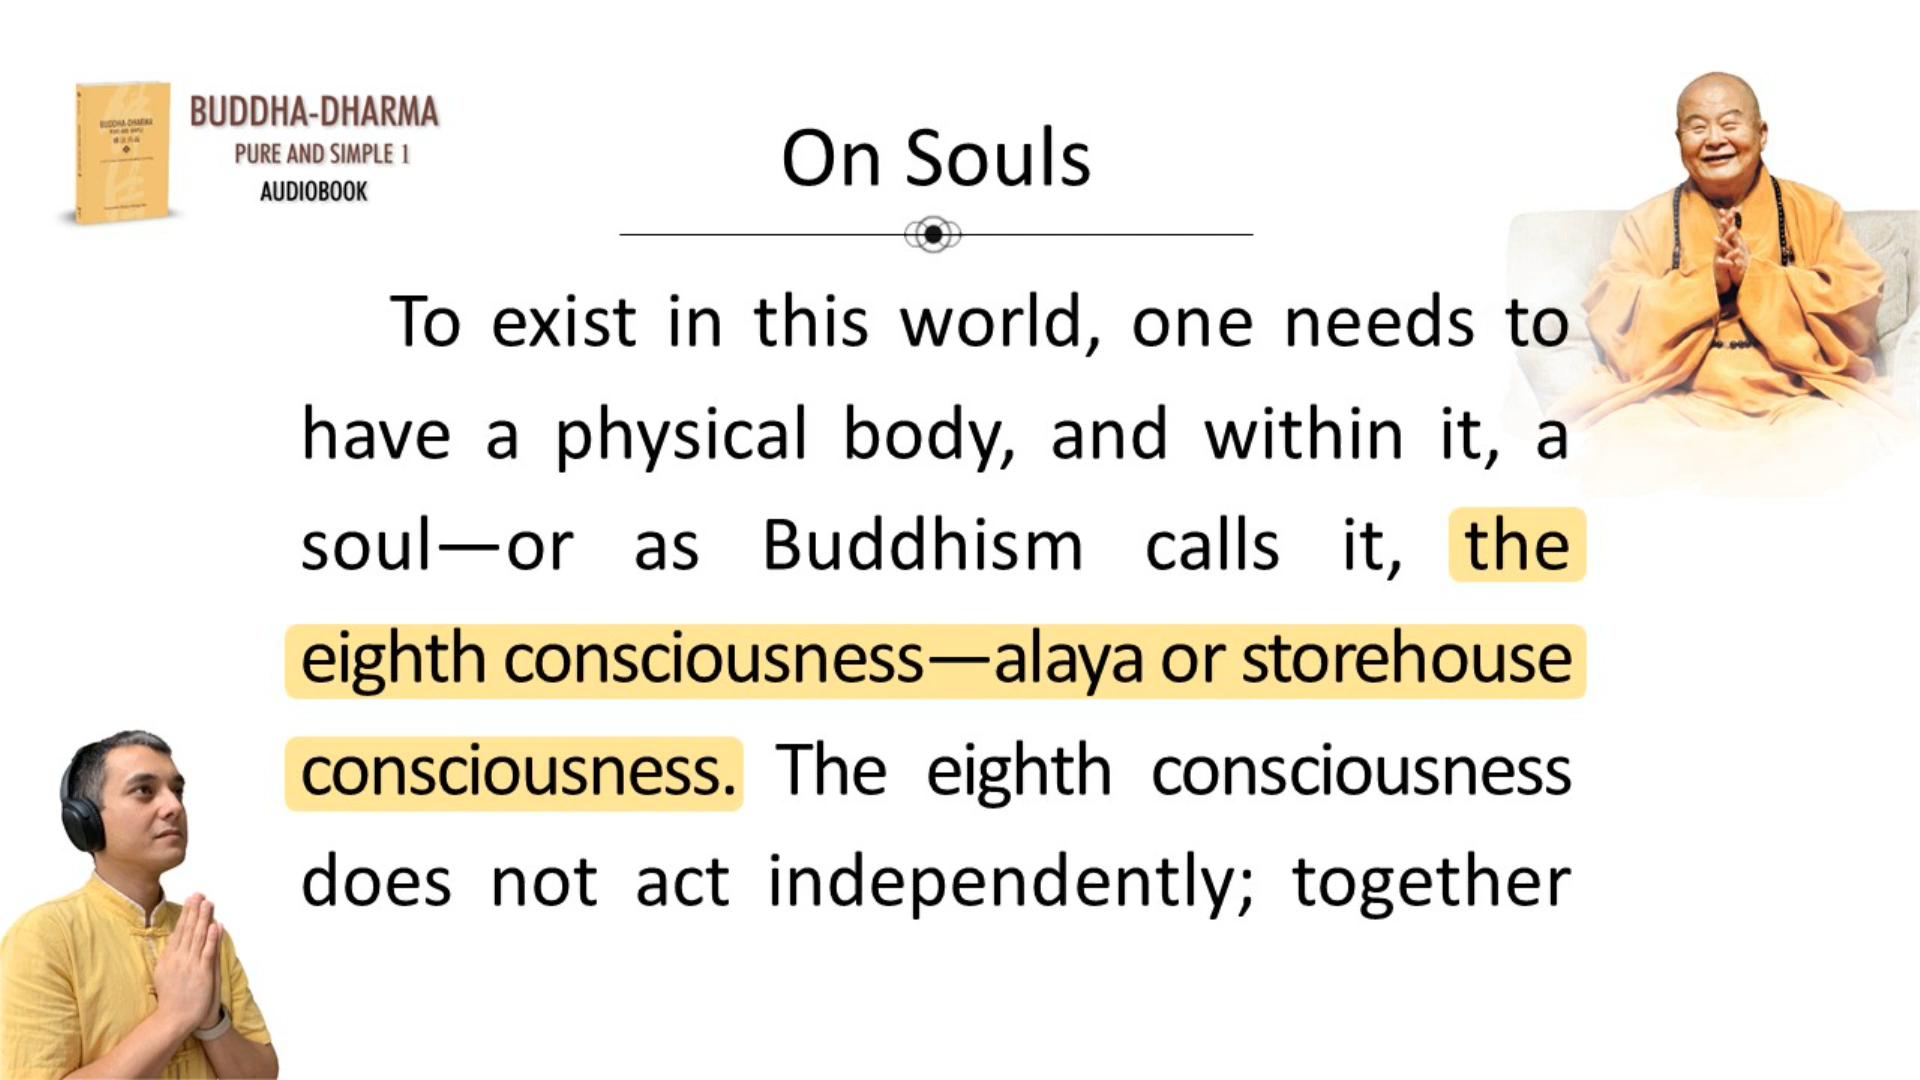 BUDDHA-DHARMA
PURE AND SIMPLE 1
AUDIOBOOK
BUDDHA-DHARMA
On Souls
To exist in this world, one needs to
have a physical body, and within it, a
soul—or as Buddhism calls it, the
eighth consciousness—alaya or storehouse
consciousness. The eighth consciousness
does not act independently; together